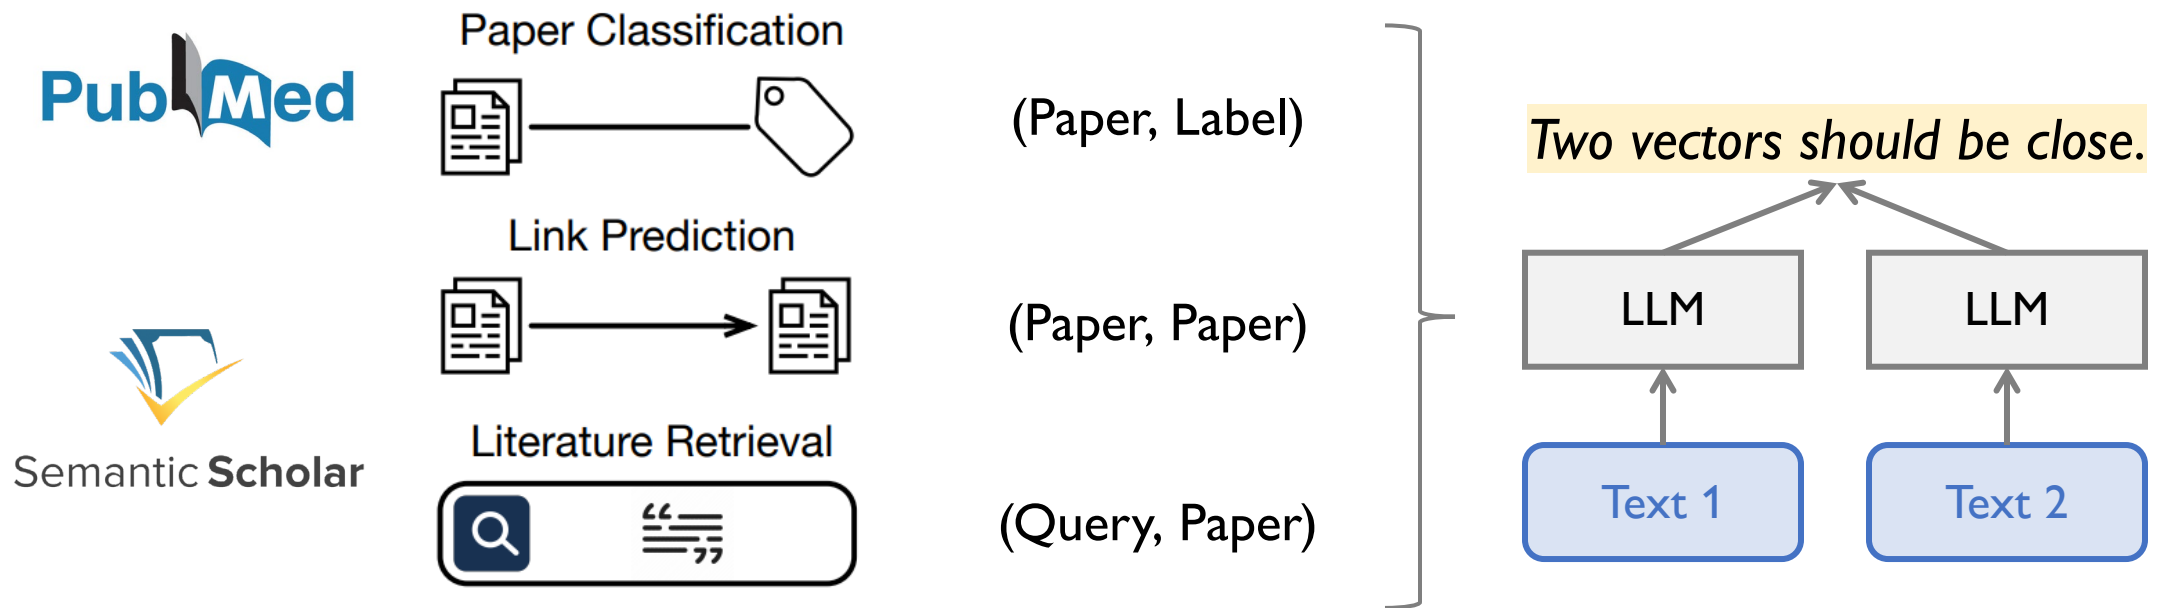 PubMed
Semantic Scholar
Paper Classification
Link Prediction
Literature Retrieval
(Paper, Label)
(Paper, Paper)
(Query, Paper)
Two vectors should be close.
LLM
LLM
Text 1
Text 2